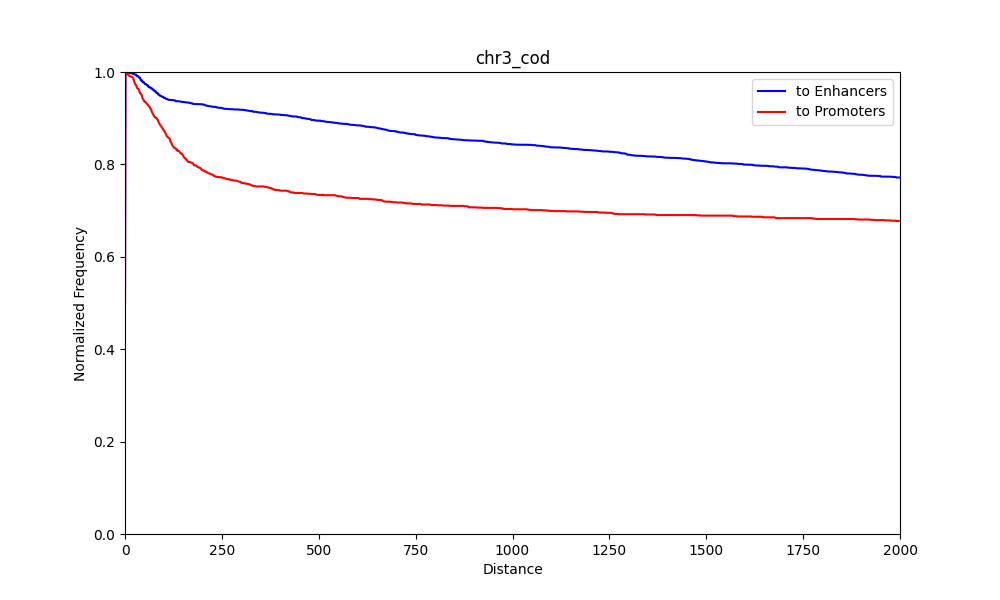 chr3_cod
to Enhancers
to Promoters
Normalized Frequency
1.0
0.8
0.6
0.4
0.2
0.0
0 250 500 750 1000 1250 1500 1750 2000
Distance